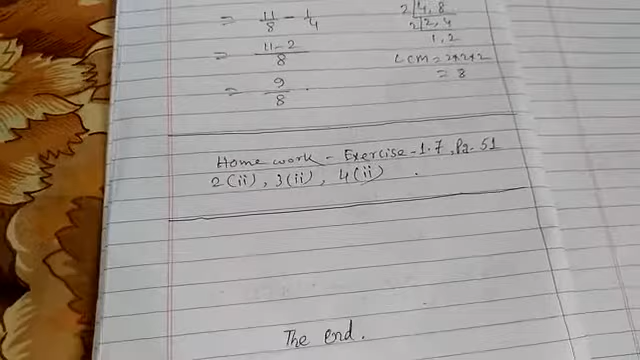 = 11/8 - 1/4
2 | 4, 8
= 11-2/8
2 | 2, 4
1, 2
= 9/8 .
LCM = 2×2×2
= 8
Home work - Exercise - 1.7, Pg. 51
2(ii), 3(ii), 4(ii) .
The end.